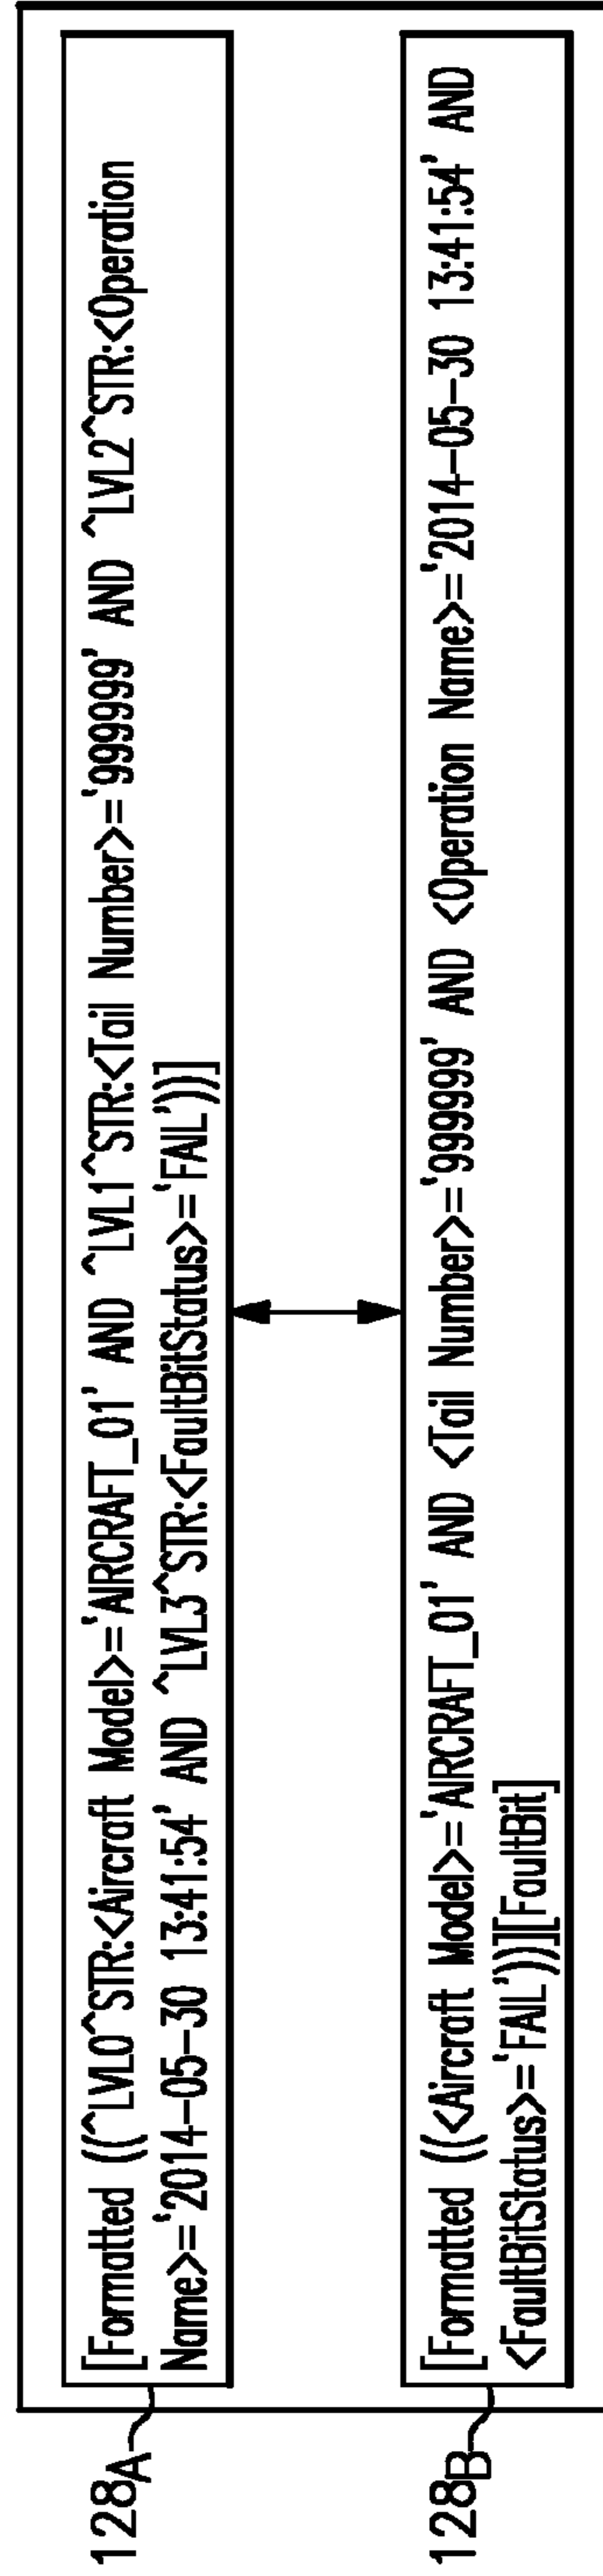 128A
[Formatted ((^LVL0^STR:<Aircraft Model>='AIRCRAFT_01' AND ^LVL1^STR:<Tail Number>='999999' AND ^LVL2^STR:<Operation
Name>='2014-05-30 13:41:54' AND ^LVL3^STR:<FaultBitStatus>='FAIL'))]
128B
[Formatted ((<Aircraft Model>='AIRCRAFT_01' AND <Tail Number>='999999' AND <Operation Name>='2014-05-30 13:41:54' AND
<FaultBitStatus>='FAIL'))][FaultBit]